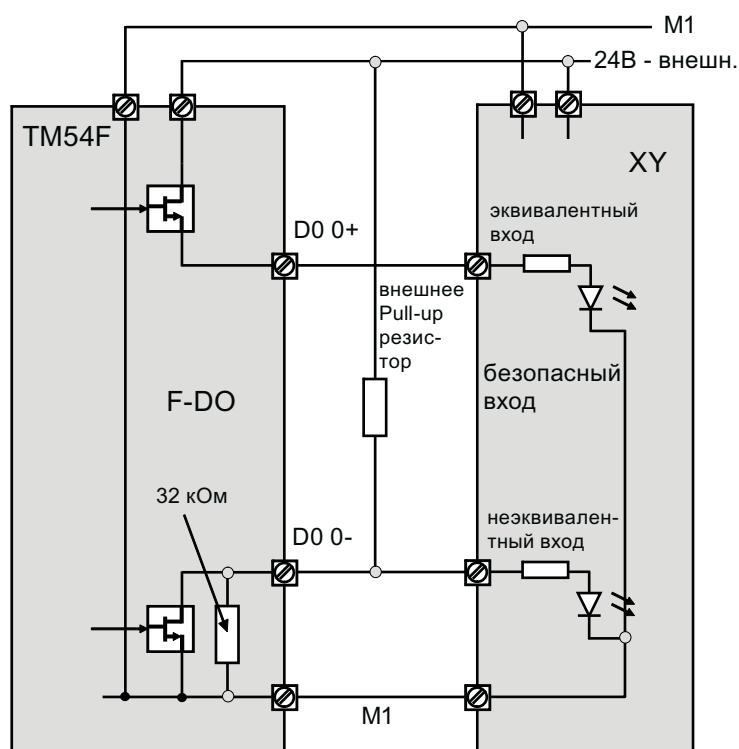 M1
24В - внешн.
TM54F
XY
эквивалентный
вход
D0 0+
внешнее
Pull-up
резис-
тор
безопасный
вход
F-DO
32 кОм
D0 0-
неэквивален-
тный вход
M1